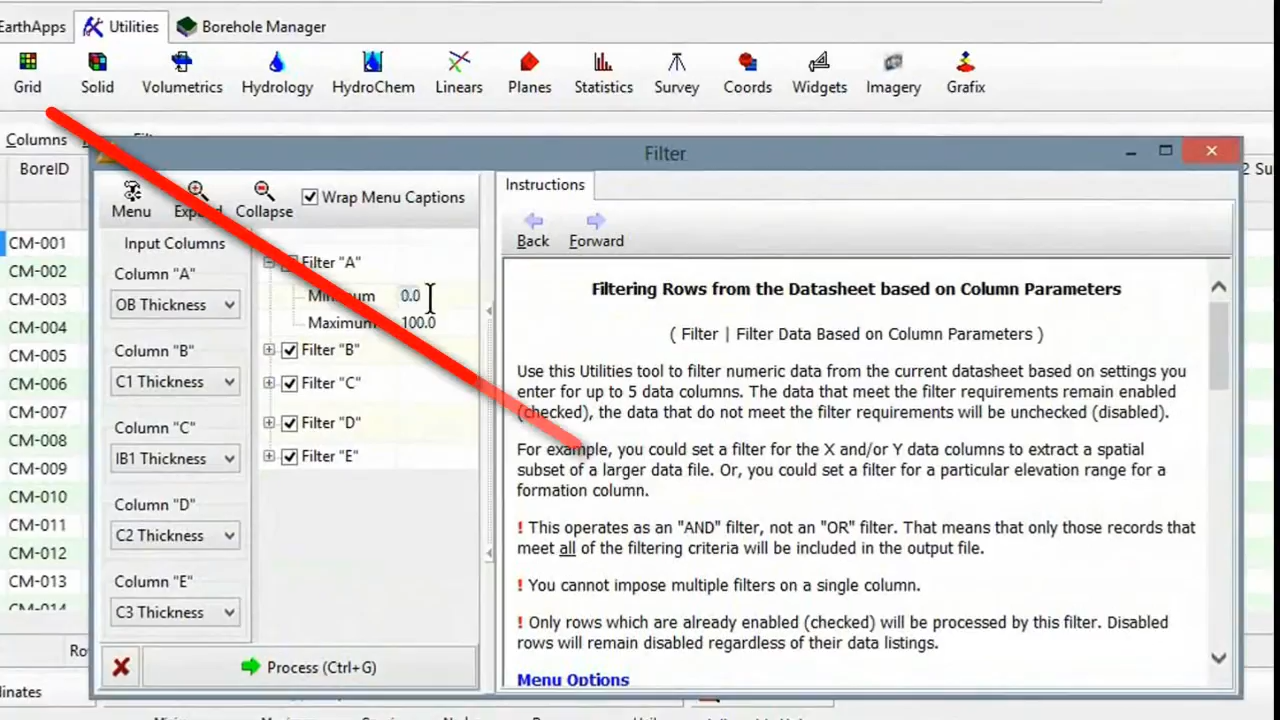 EarthApps Utilities Borehole Manager
Grid Solid Volumetrics Hydrology HydroChem Linears Planes Statistics Survey Coords Widgets Imagery Grafix
Columns
Filter
BoreID
2 Su
CM-001
CM-002
CM-003
CM-004
CM-005
CM-006
CM-007
CM-008
CM-009
CM-010
CM-011
CM-012
CM-013
CM-014
Ro
inates
Menu Collapse
Wrap Menu Captions
Input Columns
Column "A"
OB Thickness
Column "B"
C1 Thickness
Column "C"
IB1 Thickness
Column "D"
C2 Thickness
Column "E"
C3 Thickness
Filter "A"
Minimum 0.0
Maximum 100.0
Filter "B"
Filter "C"
Filter "D"
Filter "E"
Process (Ctrl+G)
Instructions
Back Forward
Filtering Rows from the Datasheet based on Column Parameters
( Filter | Filter Data Based on Column Parameters )
Use this Utilities tool to filter numeric data from the current datasheet based on settings you
enter for up to 5 data columns. The data that meet the filter requirements remain enabled
(checked), the data that do not meet the filter requirements will be unchecked (disabled).
For example, you could set a filter for the X and/or Y data columns to extract a spatial
subset of a larger data file. Or, you could set a filter for a particular elevation range for a
formation column.
! This operates as an "AND" filter, not an "OR" filter. That means that only those records that
meet all of the filtering criteria will be included in the output file.
! You cannot impose multiple filters on a single column.
! Only rows which are already enabled (checked) will be processed by this filter. Disabled
rows will remain disabled regardless of their data listings.
Menu Options